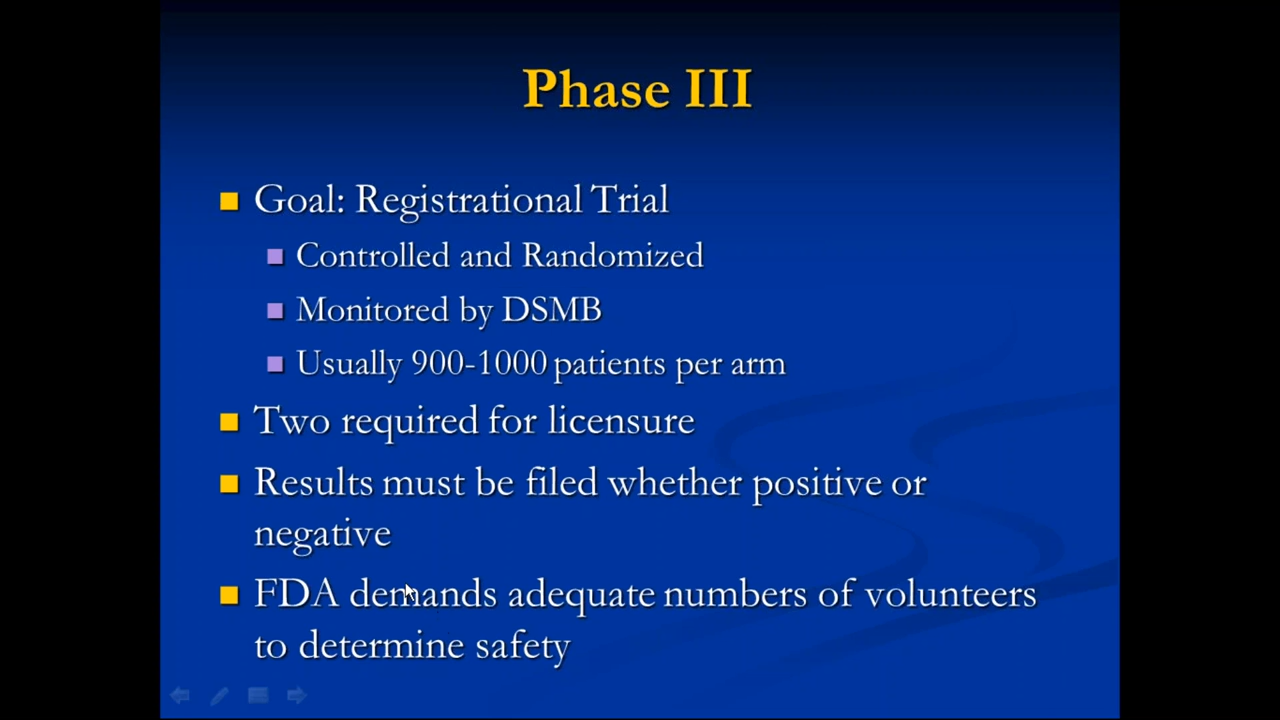 Phase III
Goal: Registrational Trial
Controlled and Randomized
Monitored by DSMB
Usually 900-1000 patients per arm
Two required for licensure
Results must be filed whether positive or
negative
FDA demands adequate numbers of volunteers
to determine safety